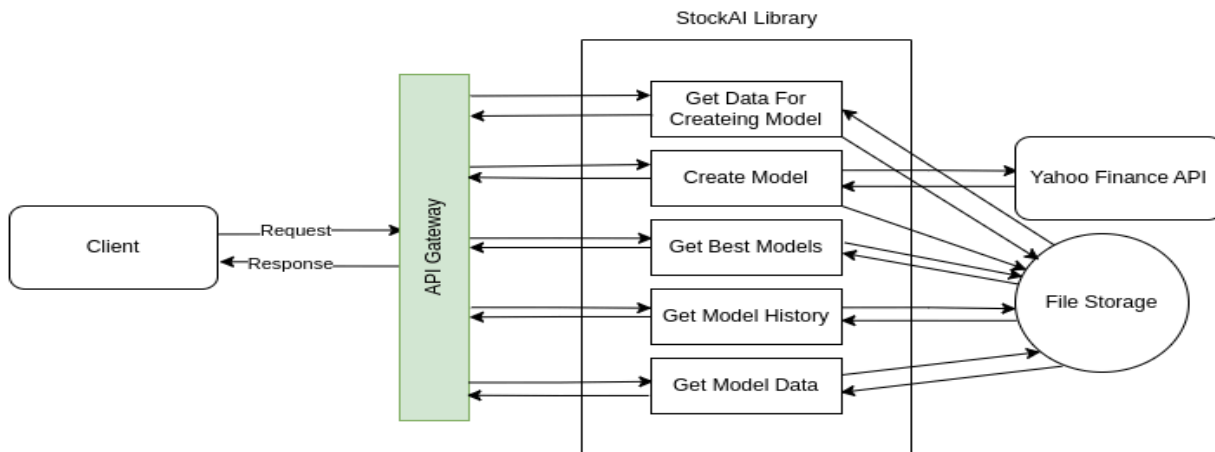 StockAI Library
Get Data For
Createing Model
Create Model
Yahoo Finance API
Client
Request
Response
API Gateway
Get Best Models
File Storage
Get Model History
Get Model Data